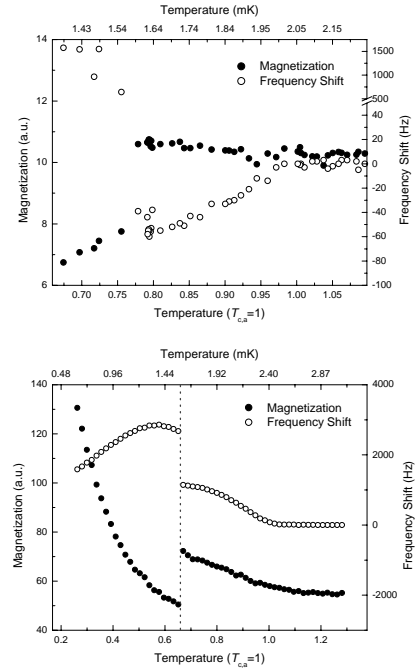 Temperature (mK)
1.43 1.54 1.64 1.74 1.84 1.94 2.05 2.15
14
12
10
8
6
Magnetization (a.u.)
Magnetization
Frequency Shift
1500
1000
500
40
20
0
-20
-40
-60
-80
-100
Frequency Shift (Hz)
0.70 0.75 0.80 0.85 0.90 0.95 1.00 1.05
Temperature (Tc,a=1)
Temperature (mK)
0.48 0.96 1.44 1.92 2.40 2.87
140
120
100
80
60
40
Magnetization (a.u.)
Magnetization
Frequency Shift
4000
2000
0
-2000
Frequency Shift (Hz)
0.2 0.4 0.6 0.8 1.0 1.2
Temperature (Tc,a=1)